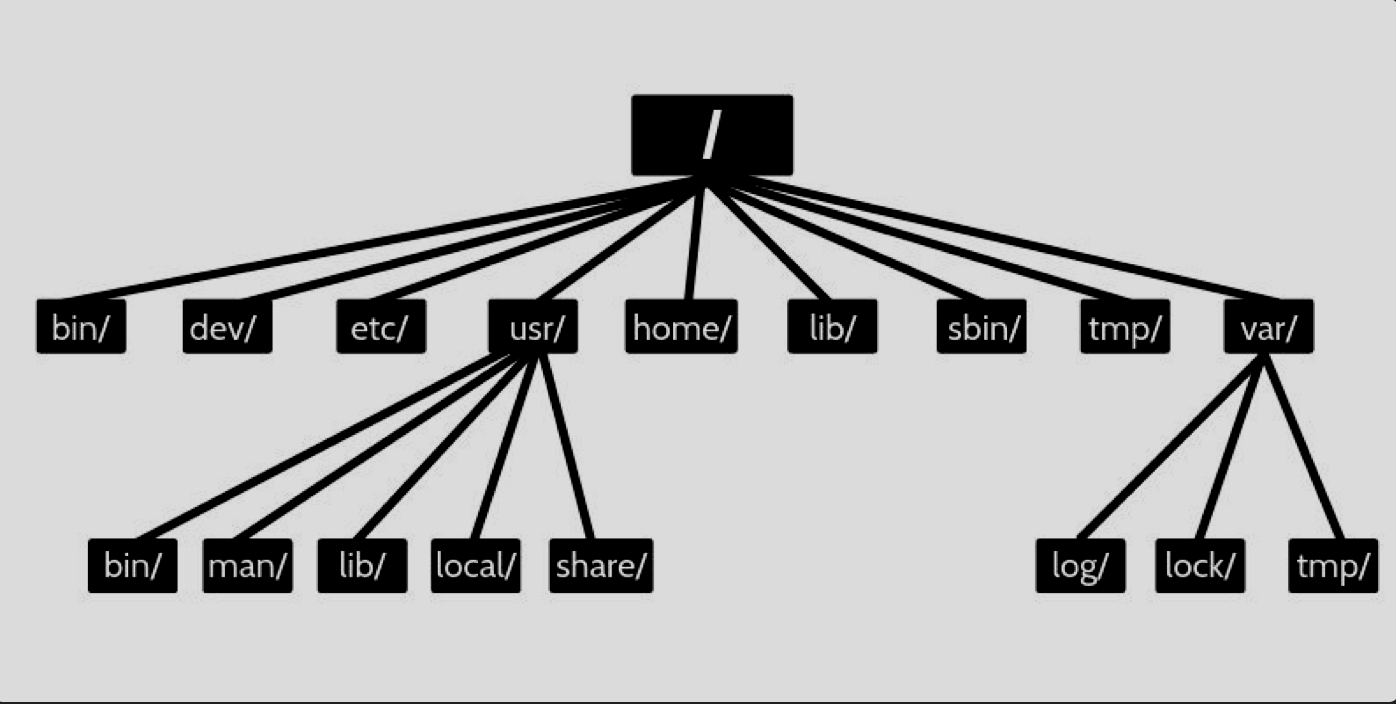 /
bin/
dev/
etc/
usr/
home/
lib/
sbin/
tmp/
var/
bin/
man/
lib/
local/
share/
log/
lock/
tmp/